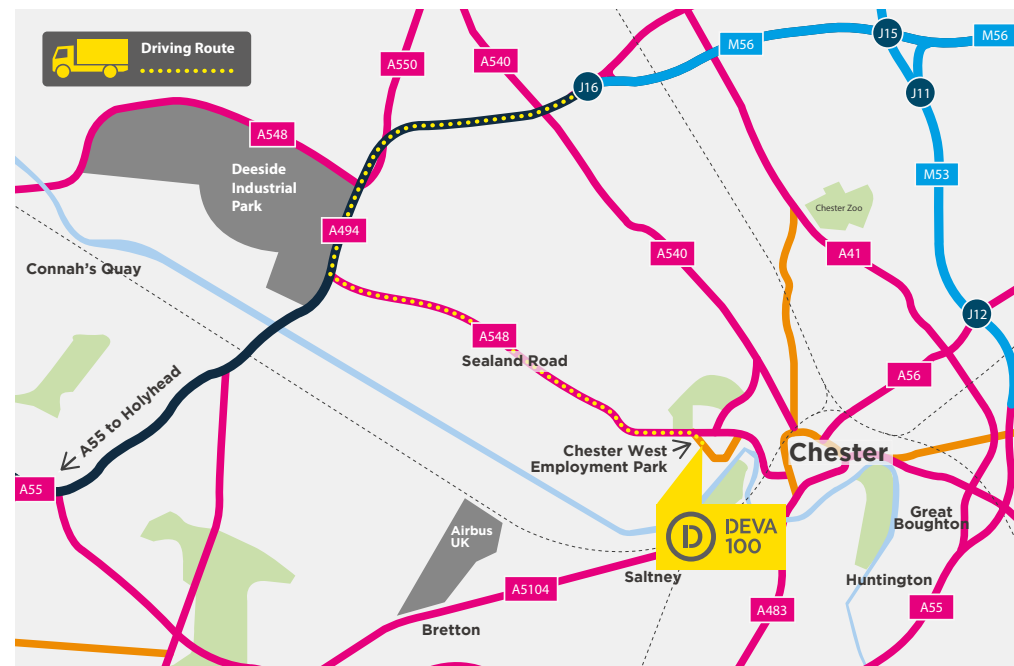 Driving Route
A550
A540
M56
J15
M56
J16
J11
A548
Deeside
Industrial
Park
M53
Chester Zoo
A494
A540
A41
Connah's Quay
J12
A548
Sealand Road
A56
A55 to Holyhead
Chester West
Employment Park
Chester
A55
Great
Boughton
Airbus
UK
D
DEVA
100
Saltney
Huntington
A5104
A483
A55
Bretton